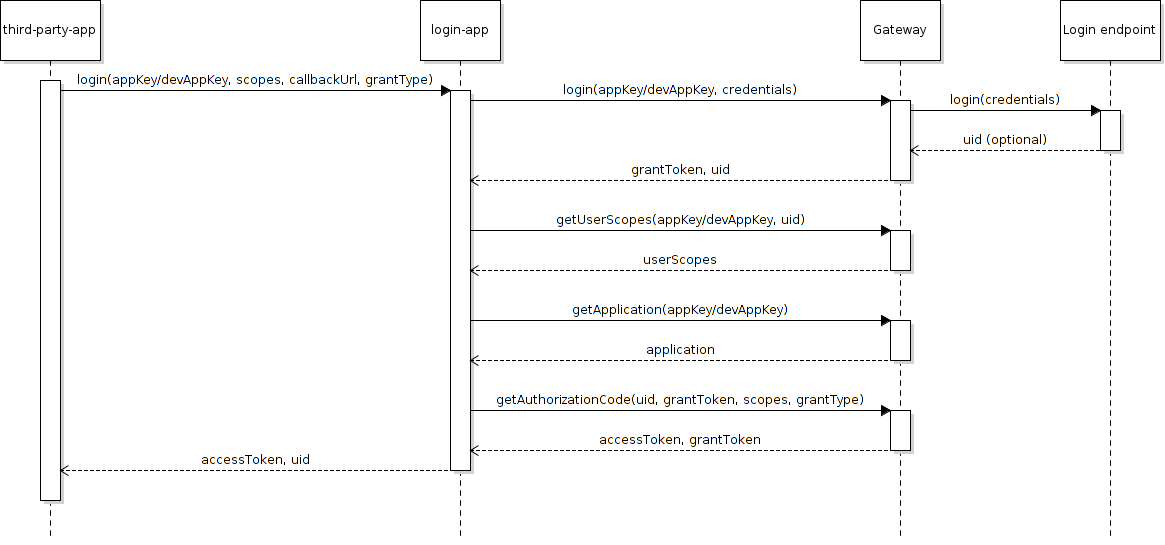 third-party-app
login-app
Gateway
Login endpoint
login(appKey/devAppKey, scopes, callbackUrl, grantType)
login(appKey/devAppKey, credentials)
login(credentials)
uid (optional)
grantToken, uid
getUserScopes(appKey/devAppKey, uid)
userScopes
getApplication(appKey/devAppKey)
application
getAuthorizationCode(uid, grantToken, scopes, grantType)
accessToken, grantToken
accessToken, uid